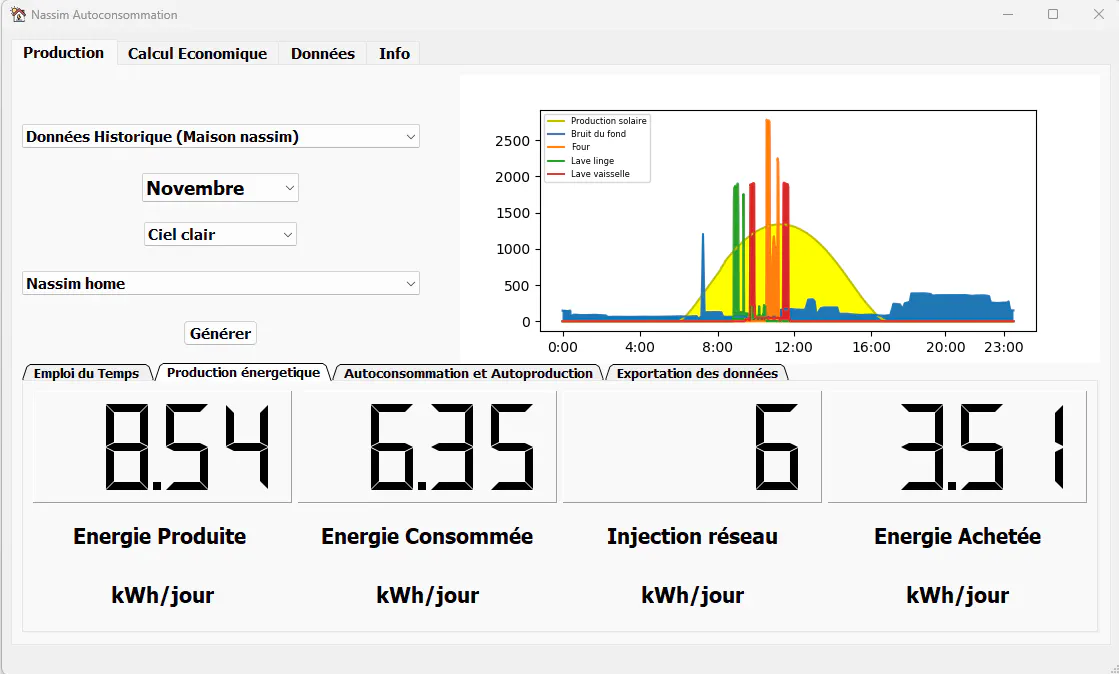 Nassim Autoconsommation
Production Calcul Economique Données Info
Données Historique (Maison nassim)
Novembre
Ciel clair
Nassim home
Générer
Production solaire
Bruit du fond
Four
Lave linge
Lave vaisselle
2500
2000
1500
1000
500
0
0:00 4:00 8:00 12:00 16:00 20:00 23:00
Emploi du Temps Production énergetique Autoconsommation et Autoproduction Exportation des données
8.54 6.35 6 3.51
Energie Produite Energie Consommée Injection réseau Energie Achetée
kWh/jour kWh/jour kWh/jour kWh/jour